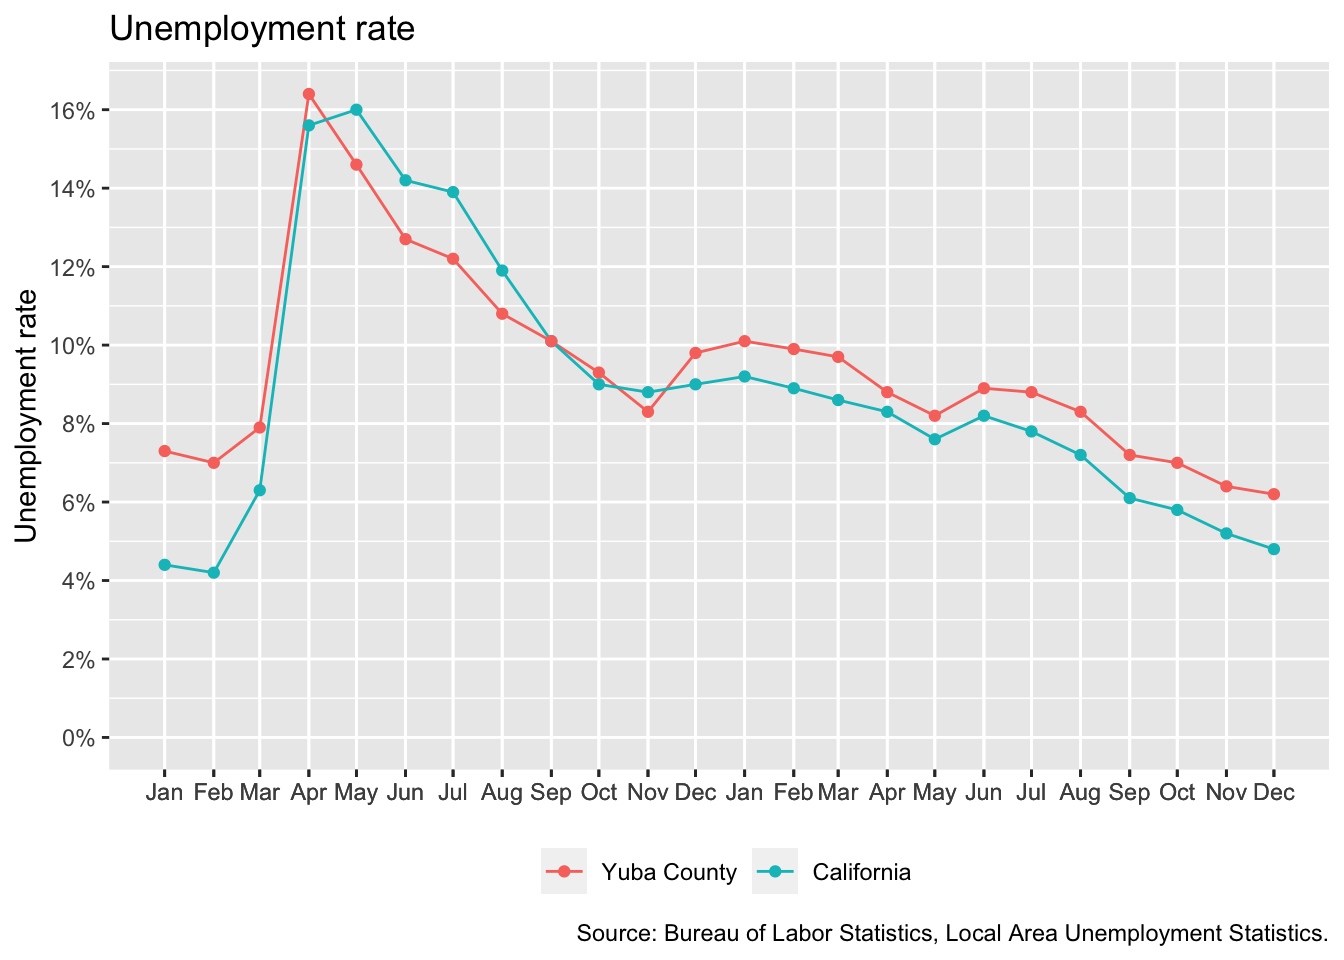 Unemployment rate
Unemployment rate
16%
14%
12%
10%
8%
6%
4%
2%
0%
Jan Feb Mar Apr May Jun Jul Aug Sep Oct Nov Dec Jan Feb Mar Apr May Jun Jul Aug Sep Oct Nov Dec
Yuba County California
Source: Bureau of Labor Statistics, Local Area Unemployment Statistics.